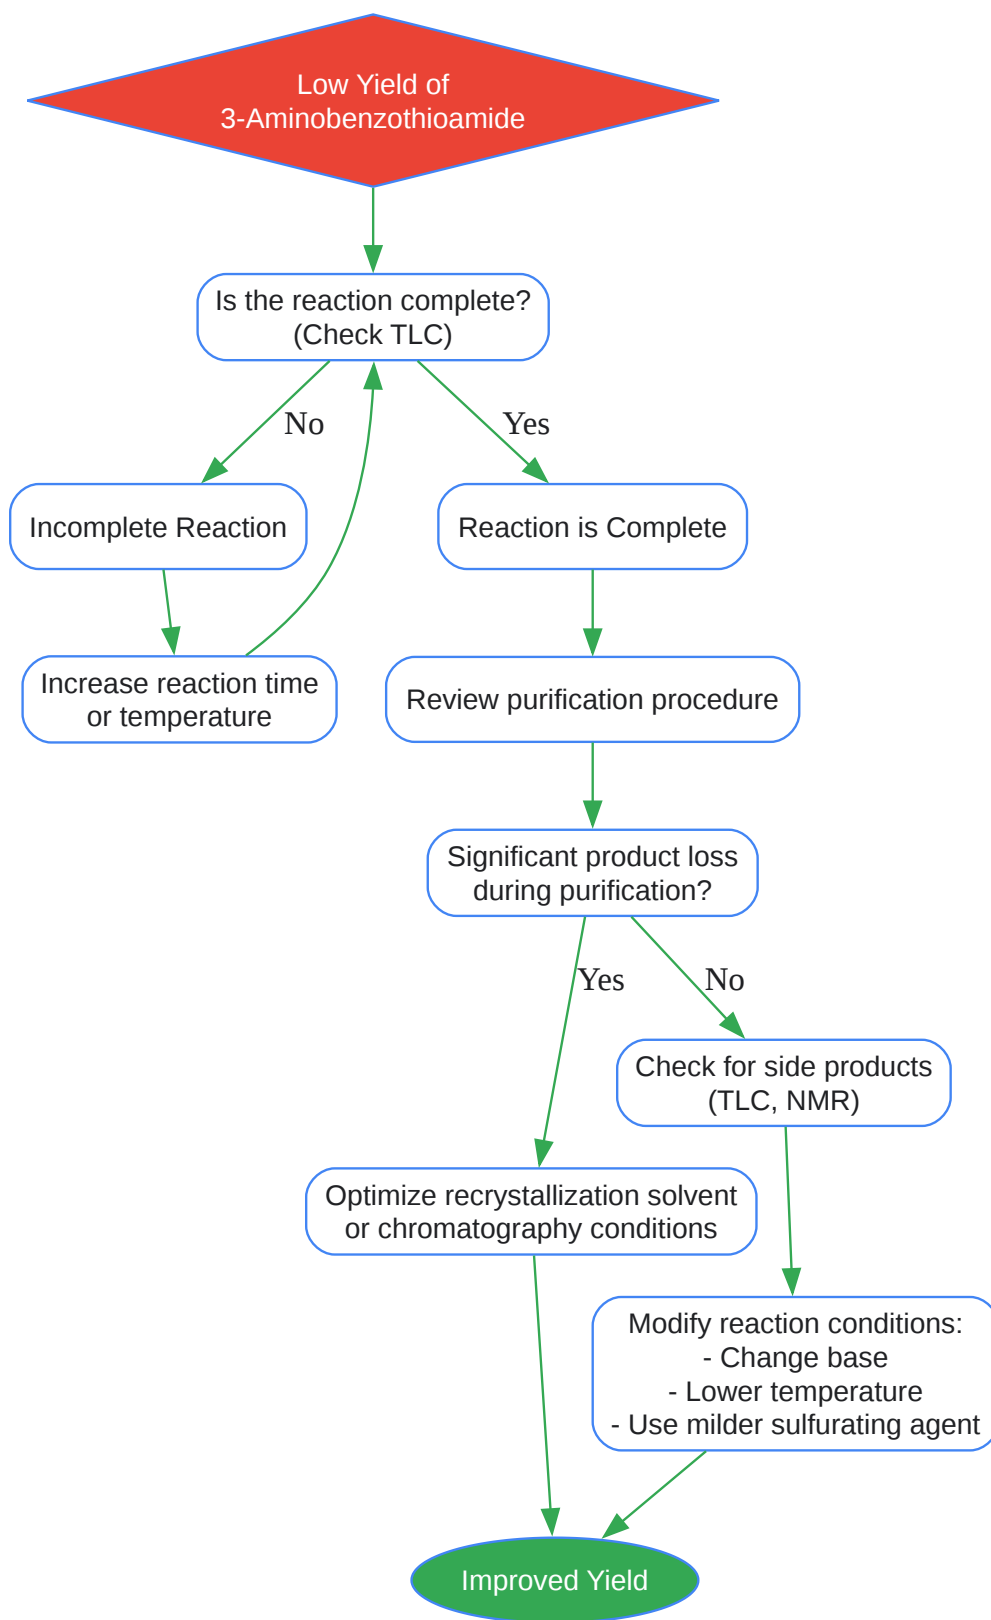 Low Yield of
3-Aminobenzothioamide
Is the reaction complete?
(Check TLC)
No
Yes
Incomplete Reaction
Reaction is Complete
Increase reaction time
or temperature
Review purification procedure
Significant product loss
during purification?
Yes
No
Check for side products
(TLC, NMR)
Optimize recrystallization solvent
or chromatography conditions
Modify reaction conditions:
- Change base
- Lower temperature
- Use milder sulfurating agent
Improved Yield